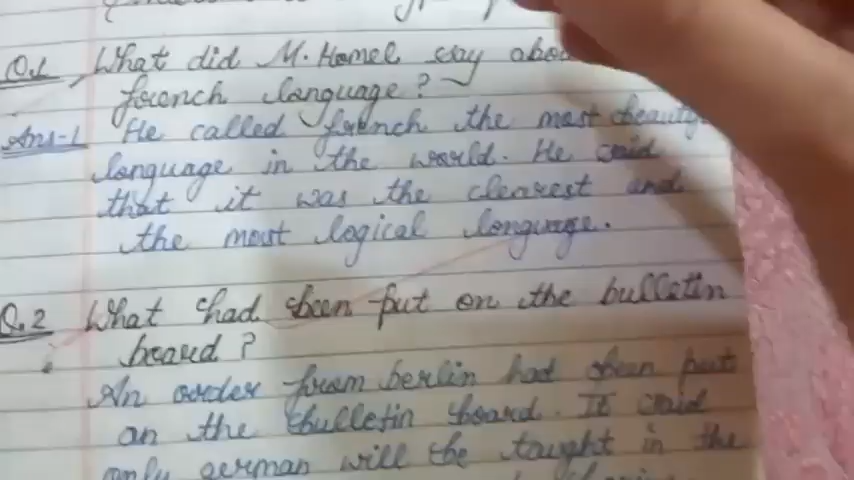 Q.1 What did M. Hamel say abou
french language?
Ans-1 He called french the most beauty
language in the world. He said
that it was the clearest and
the most logical language.
Q.2 What had been put on the bulletin
board?
An order from berlin had been put
on the bulletin board. It said
only german will be taught in the